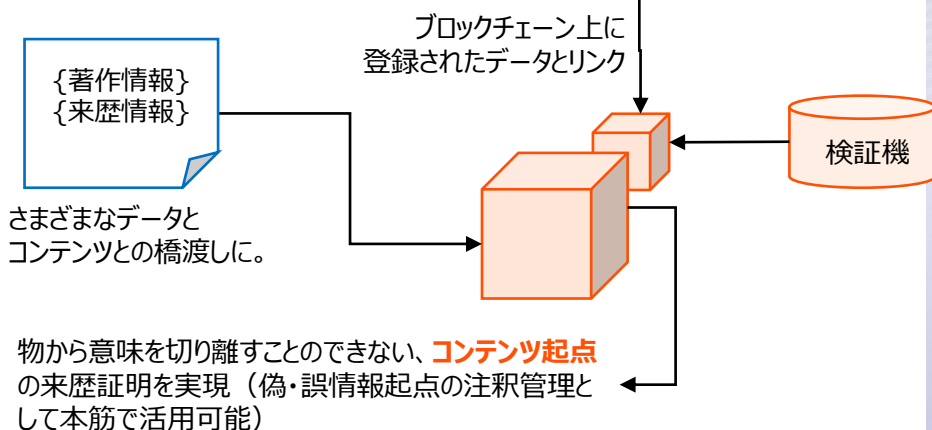 ブロックチェーン上に
登録されたデータとリンク
{著作情報}
{来歴情報}
検証機
さまざまなデータと
コンテンツとの橋渡しに。
物から意味を切り離すことのできない、コンテンツ起点
の来歴証明を実現（偽・誤情報起点の注釈管理と
して本筋で活用可能）